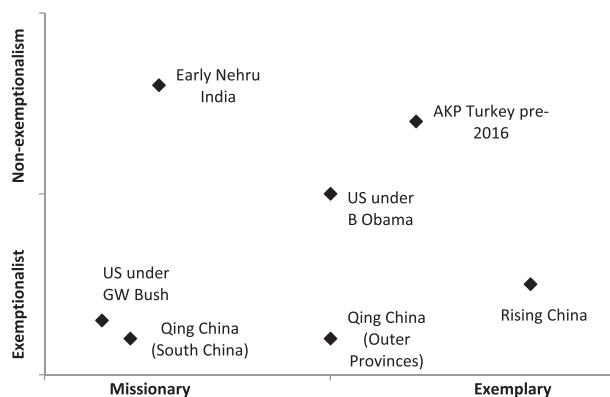 Non-exemptionalism
Exemptionalist
Early Nehru
India
AKP Turkey pre-
2016
US under
B Obama
US under
GW Bush
Qing China
(South China)
Qing China
(Outer
Provinces)
Rising China
Missionary
Exemplary